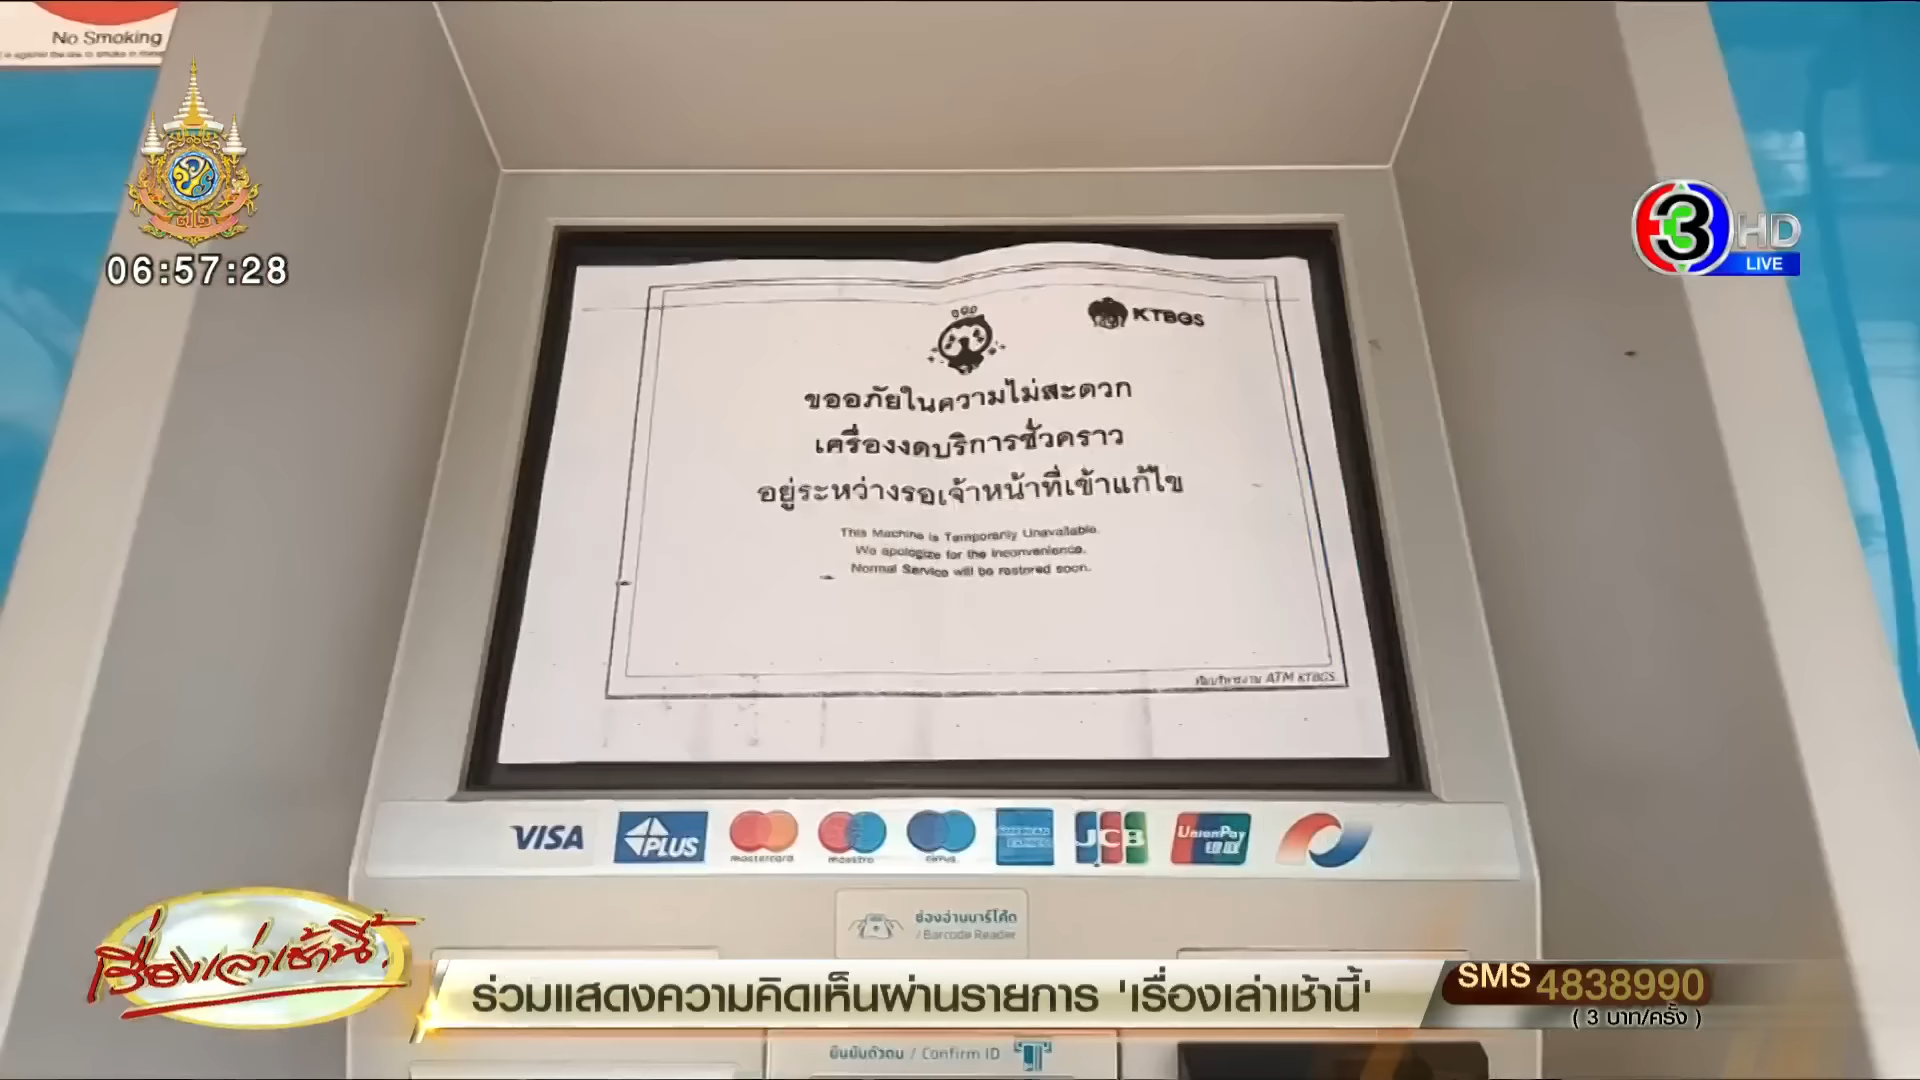 No Smoking
06:57:28
3 HD
LIVE
KTBGS
ขออภัยในความไม่สะดวก
เครื่องงดบริการชั่วคราว
อยู่ระหว่างรอเจ้าหน้าที่เข้าแก้ไข
This Machine is Temporarily Unavailable.
We apologize for the inconvenience.
Normal Service will be restored soon.
ATM KTBGS
VISA
PLUS
mastercard
maestro
cirrus
AMERICAN EXPRESS
JCB
UnionPay
银联
ช่องอ่านบาร์โค้ด
/ Barcode Reader
เรื่องเล่าเช้านี้
ร่วมแสดงความคิดเห็นผ่านรายการ 'เรื่องเล่าเช้านี้'
SMS 4838990
( 3 บาท/ครั้ง )
ยืนยันตัวตน / Confirm ID